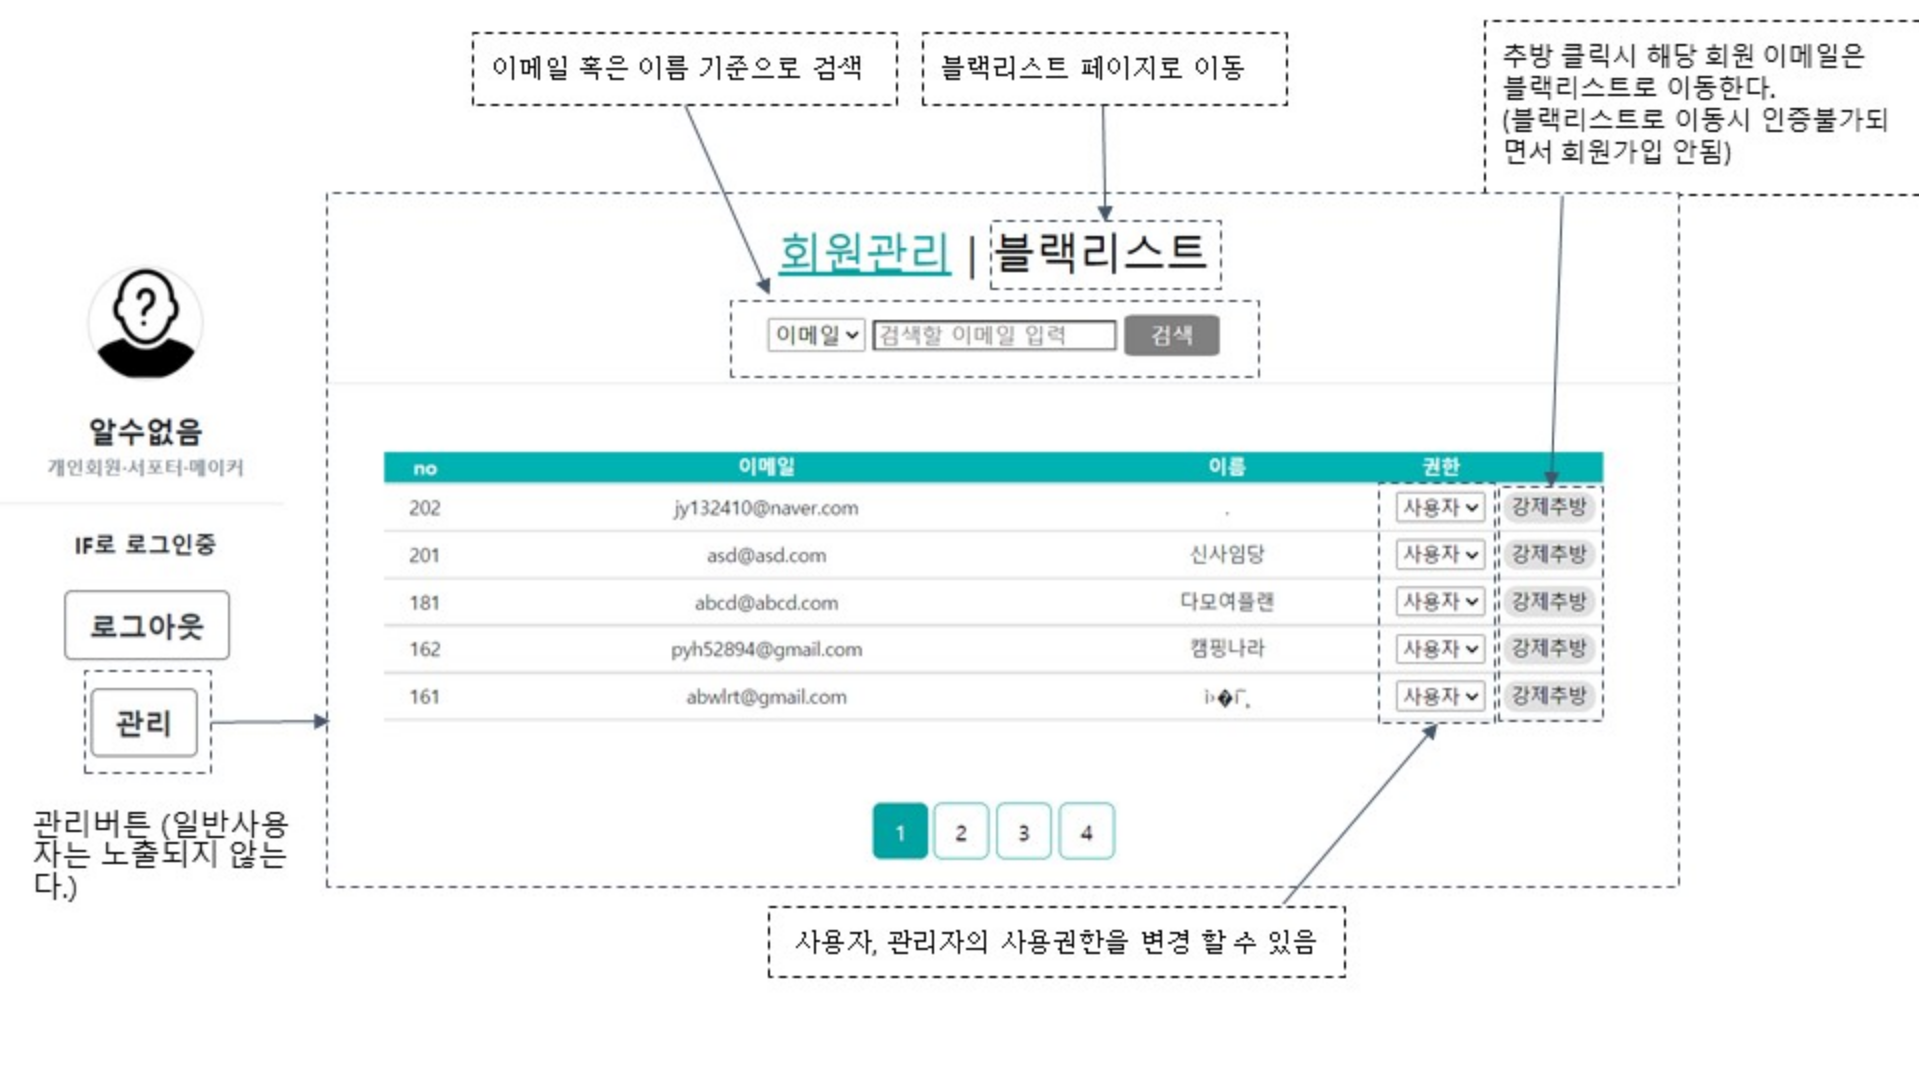 이메일 혹은 이름 기준으로 검색
블랙리스트 페이지로 이동
추방 클릭시 해당 회원 이메일은
블랙리스트로 이동한다.
(블랙리스트로 이동시 인증불가되
면서 회원가입 안됨)
회원관리 | 블랙리스트
이메일 검색할 이메일 입력 검색
알수없음
개인회원·서포터·메이커
IF로 로그인중
로그아웃
관리
관리버튼 (일반사용
자는 노출되지 않는
다.)
no 이메일 이름 권한
202 jy132410@naver.com . 사용자 강제추방
201 asd@asd.com 신사임당 사용자 강제추방
181 abcd@abcd.com 다모여플랜 사용자 강제추방
162 pyh52894@gmail.com 캠핑나라 사용자 강제추방
161 abwlrt@gmail.com 사용자 강제추방
1 2 3 4
사용자, 관리자의 사용권한을 변경 할 수 있음